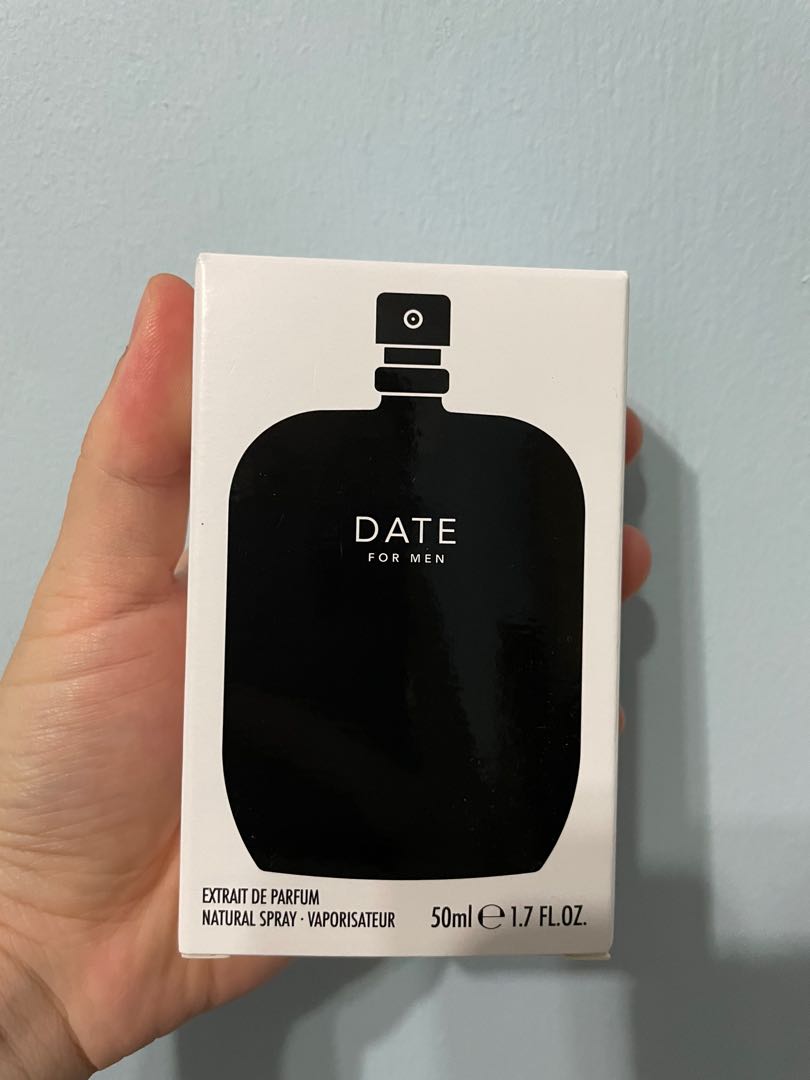 DATE
FOR MEN
EXTRAIT DE PARFUM
NATURAL SPRAY · VAPORISATEUR
50ml ℮ 1.7 FL.OZ.